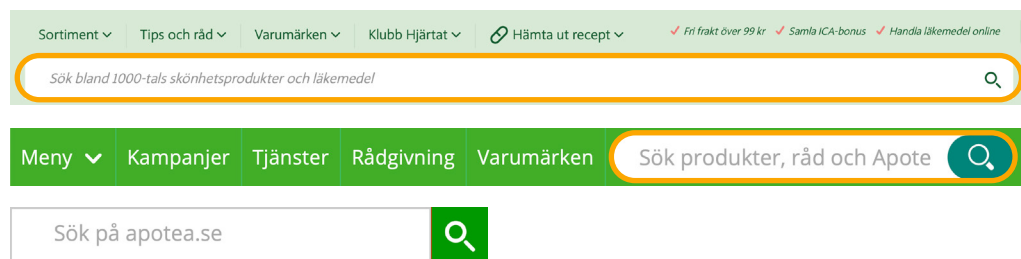 Sortiment Tips och råd Varumärken Klubb Hjärtat Hämta ut recept Fri frakt över 99 kr Samla ICA-bonus Handla läkemedel online
Sök bland 1000-tals skönhetsprodukter och läkemedel
Meny Kampanjer Tjänster Rådgivning Varumärken Sök produkter, råd och Apote
Sök på apotea.se